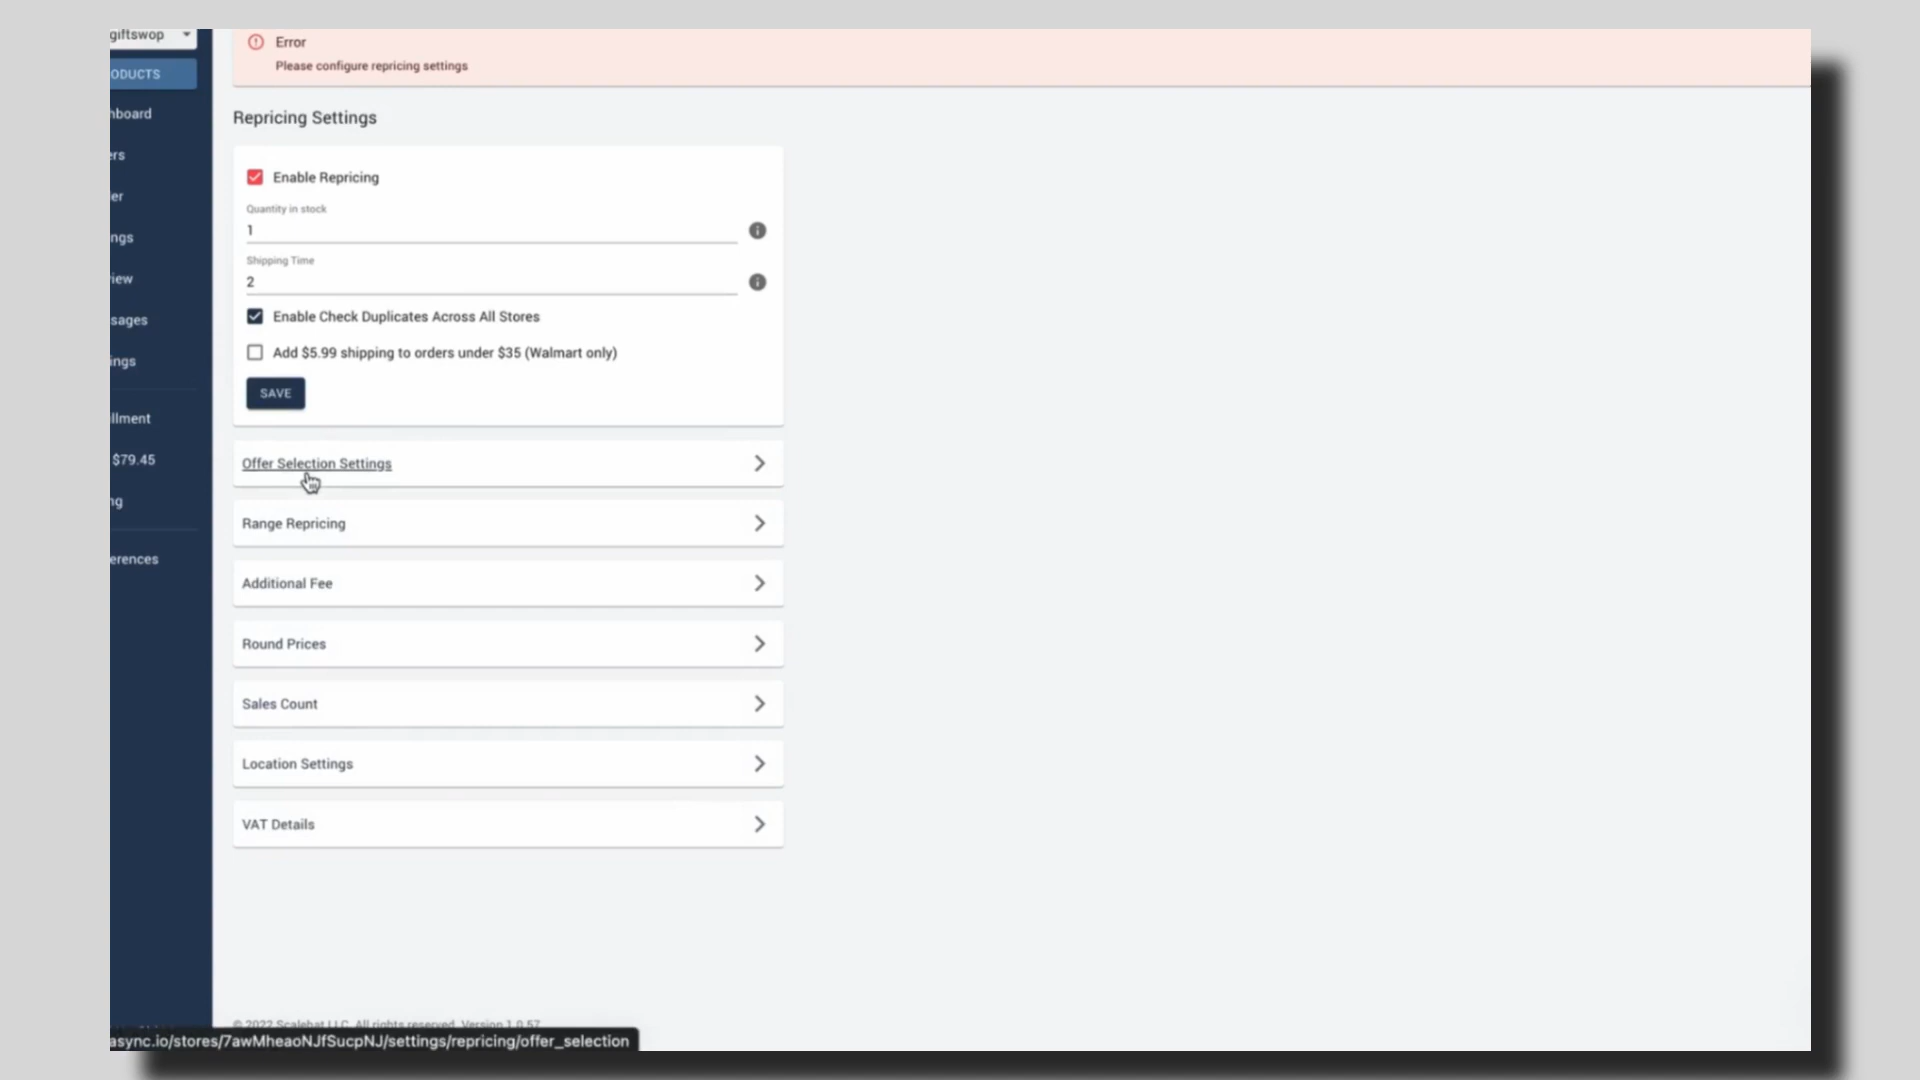 giftswop
Error
Please configure repricing settings
ODUCTS
hboard
ers
er
ngs
iew
sages
ings
llment
$79.45
ng
erences
Repricing Settings
Enable Repricing
Quantity in stock
1
Shipping Time
2
Enable Check Duplicates Across All Stores
Add $5.99 shipping to orders under $35 (Walmart only)
SAVE
Offer Selection Settings
Range Repricing
Additional Fee
Round Prices
Sales Count
Location Settings
VAT Details
© 2022 Scalebat LLC. All rights reserved. Version 1.0.57
async.io/stores/7awMheaoNJfSucpNJ/settings/repricing/offer_selection